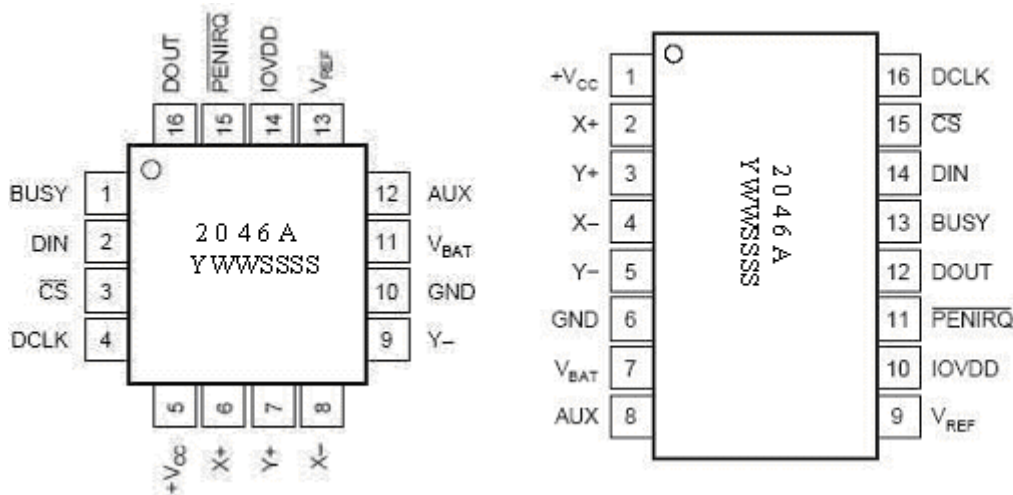 DOUT PENIRQ IOVDD VREF
16 15 14 13
BUSY 1
DIN 2
CS 3
DCLK 4
2046A
YWWSSSS
12 AUX
11 VBAT
10 GND
9 Y–
5 6 7 8
+VCC X+ Y+ X–
+VCC 1
X+ 2
Y+ 3
X– 4
Y– 5
GND 6
VBAT 7
AUX 8
2046A
YWWSSSS
16 DCLK
15 CS
14 DIN
13 BUSY
12 DOUT
11 PENIRQ
10 IOVDD
9 VREF